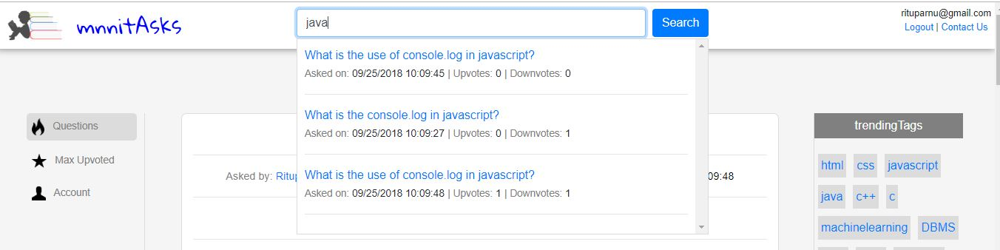 mnnitAsks
java
Search
rituparnu@gmail.com
Logout | Contact Us
What is the use of console.log in javascript?
Asked on: 09/25/2018 10:09:45 | Upvotes: 0 | Downvotes: 0
What is the console.log in javascript?
Asked on: 09/25/2018 10:09:27 | Upvotes: 0 | Downvotes: 1
What is the use of console.log in javascript?
Asked on: 09/25/2018 10:09:48 | Upvotes: 1 | Downvotes: 1
Questions
Max Upvoted
Account
Asked by: Ritup
09:48
trendingTags
html css javascript
java c++ c
machinelearning DBMS